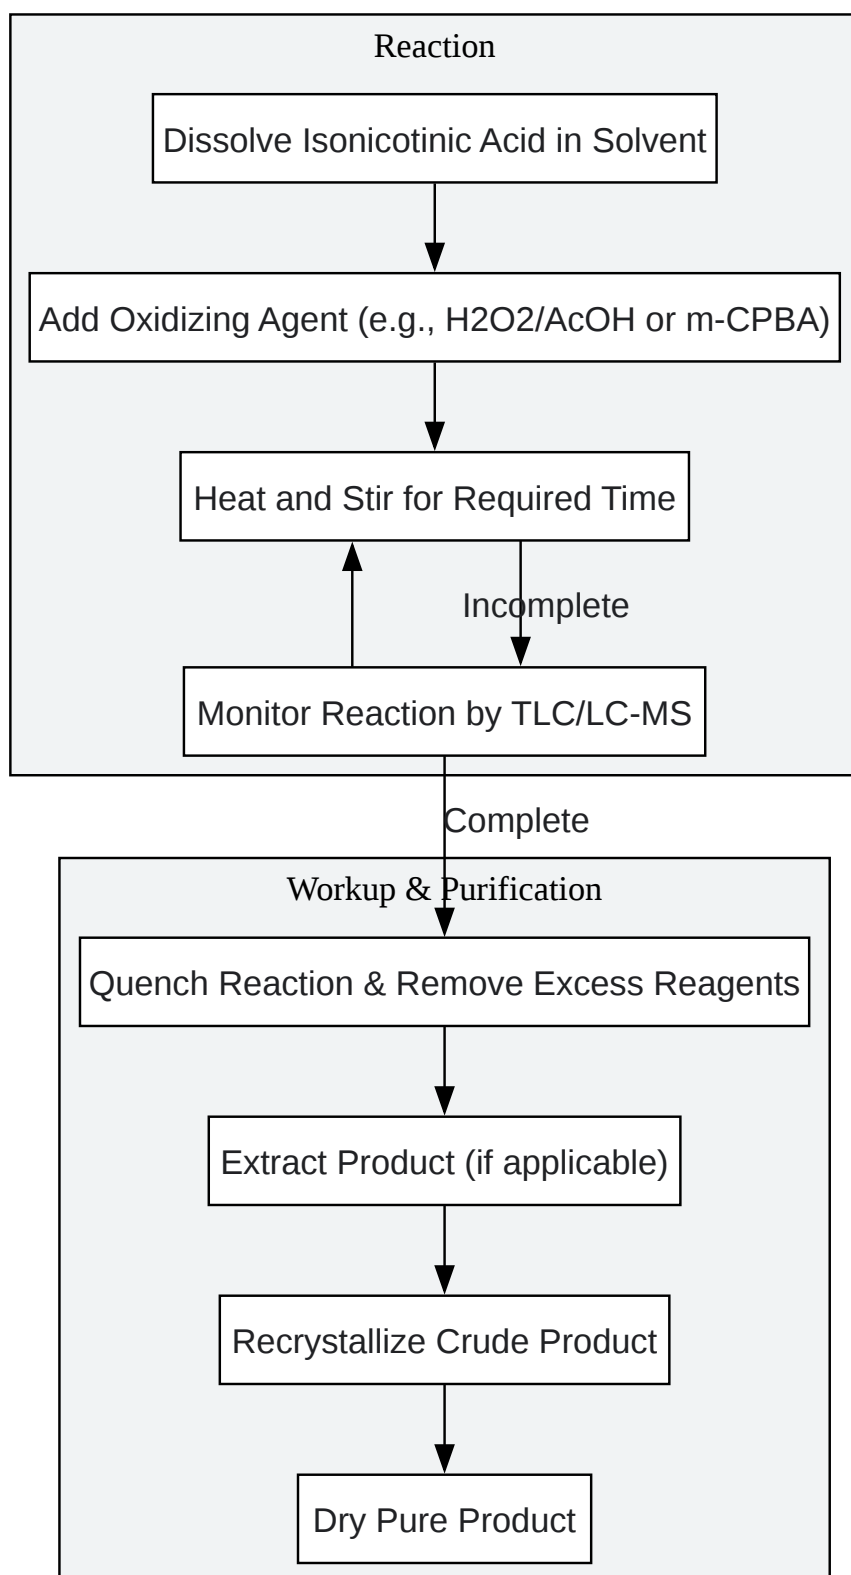 Reaction
Dissolve Isonicotinic Acid in Solvent
Add Oxidizing Agent (e.g., H2O2/AcOH or m-CPBA)
Heat and Stir for Required Time
Incomplete
Monitor Reaction by TLC/LC-MS
Complete
Workup & Purification
Quench Reaction & Remove Excess Reagents
Extract Product (if applicable)
Recrystallize Crude Product
Dry Pure Product